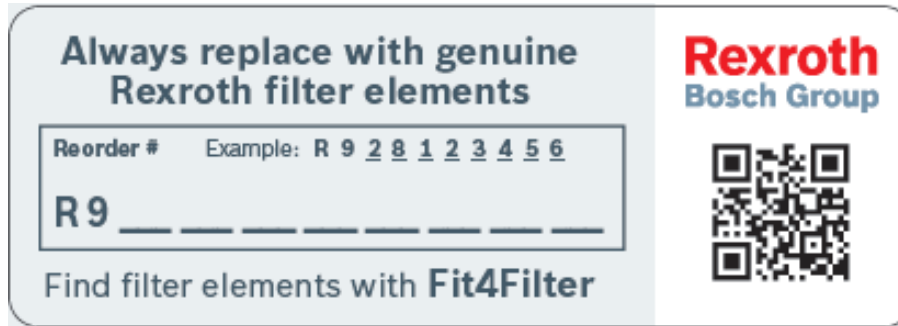 Always replace with genuine
Rexroth filter elements
Rexroth
Bosch Group
Reorder # Example: R 9 2 8 1 2 3 4 5 6
R 9 __ __ __ __ __ __ __ __
Find filter elements with Fit4Filter